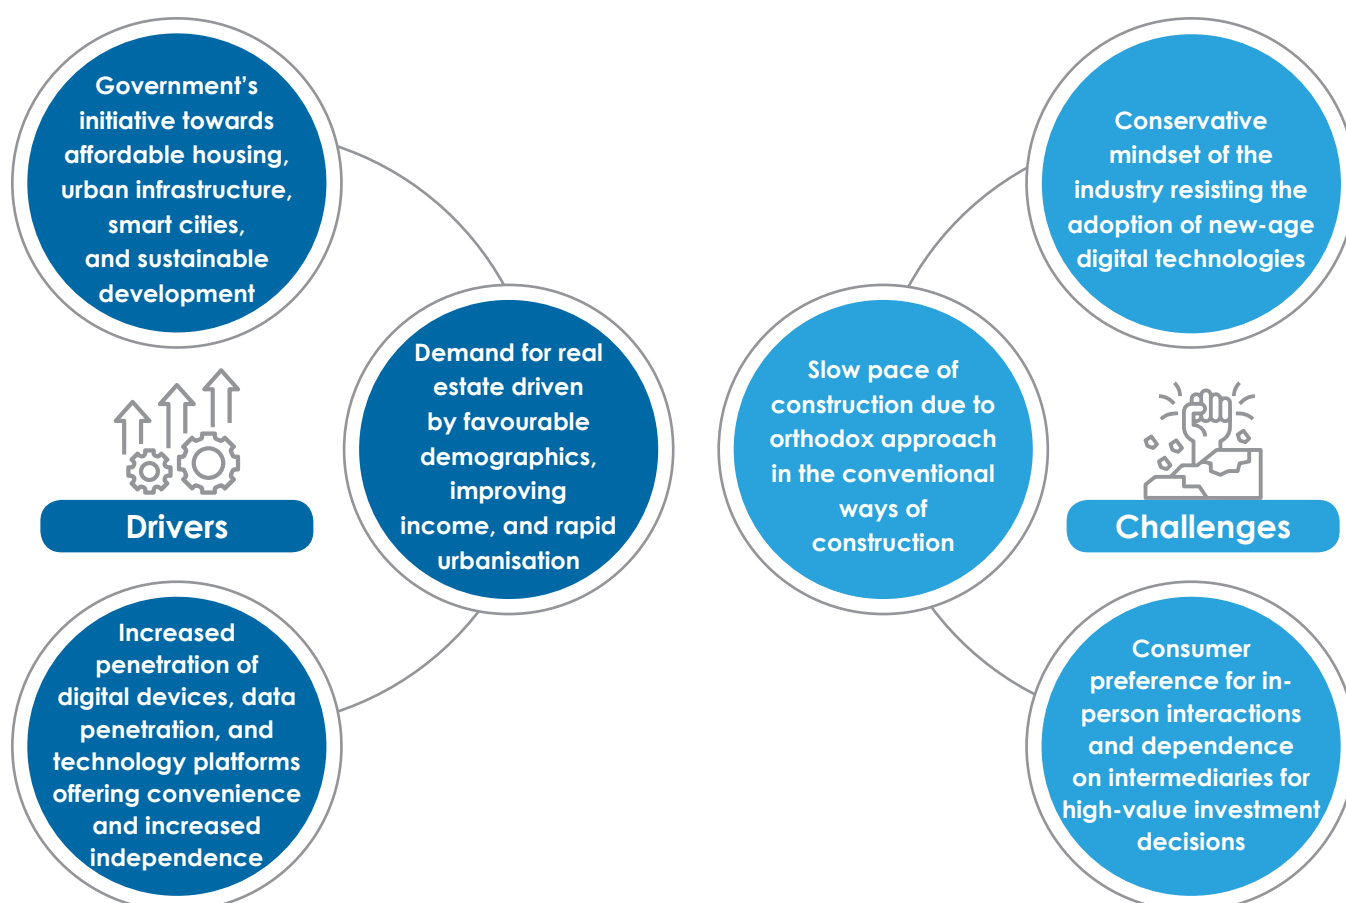 Government's
initiative towards
affordable housing,
urban infrastructure,
smart cities,
and sustainable
development
Demand for real
estate driven
by favourable
demographics,
improving
income, and rapid
urbanisation
Drivers
Increased
penetration of
digital devices, data
penetration, and
technology platforms
offering convenience
and increased
independence
Conservative
mindset of the
industry resisting the
adoption of new-age
digital technologies
Slow pace of
construction due to
orthodox approach
in the conventional
ways of
construction
Challenges
Consumer
preference for in-
person interactions
and dependence
on intermediaries for
high-value investment
decisions